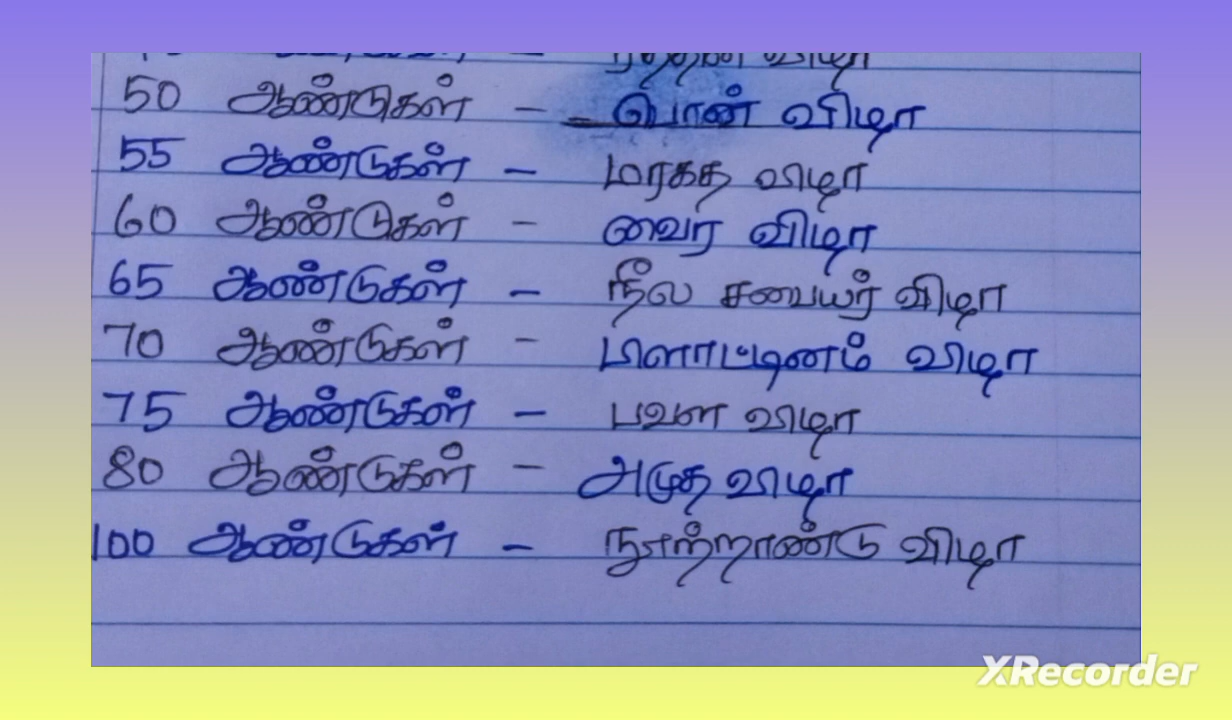 50 ஆண்டுகள் - பொன் விழா
55 ஆண்டுகள் - மரகத விழா
60 ஆண்டுகள் - வைர விழா
65 ஆண்டுகள் - நீல சபையர் விழா
70 ஆண்டுகள் - பிளாட்டினம் விழா
75 ஆண்டுகள் - பவள விழா
80 ஆண்டுகள் - அமுத விழா
100 ஆண்டுகள் - நூற்றாண்டு விழா
XRecorder